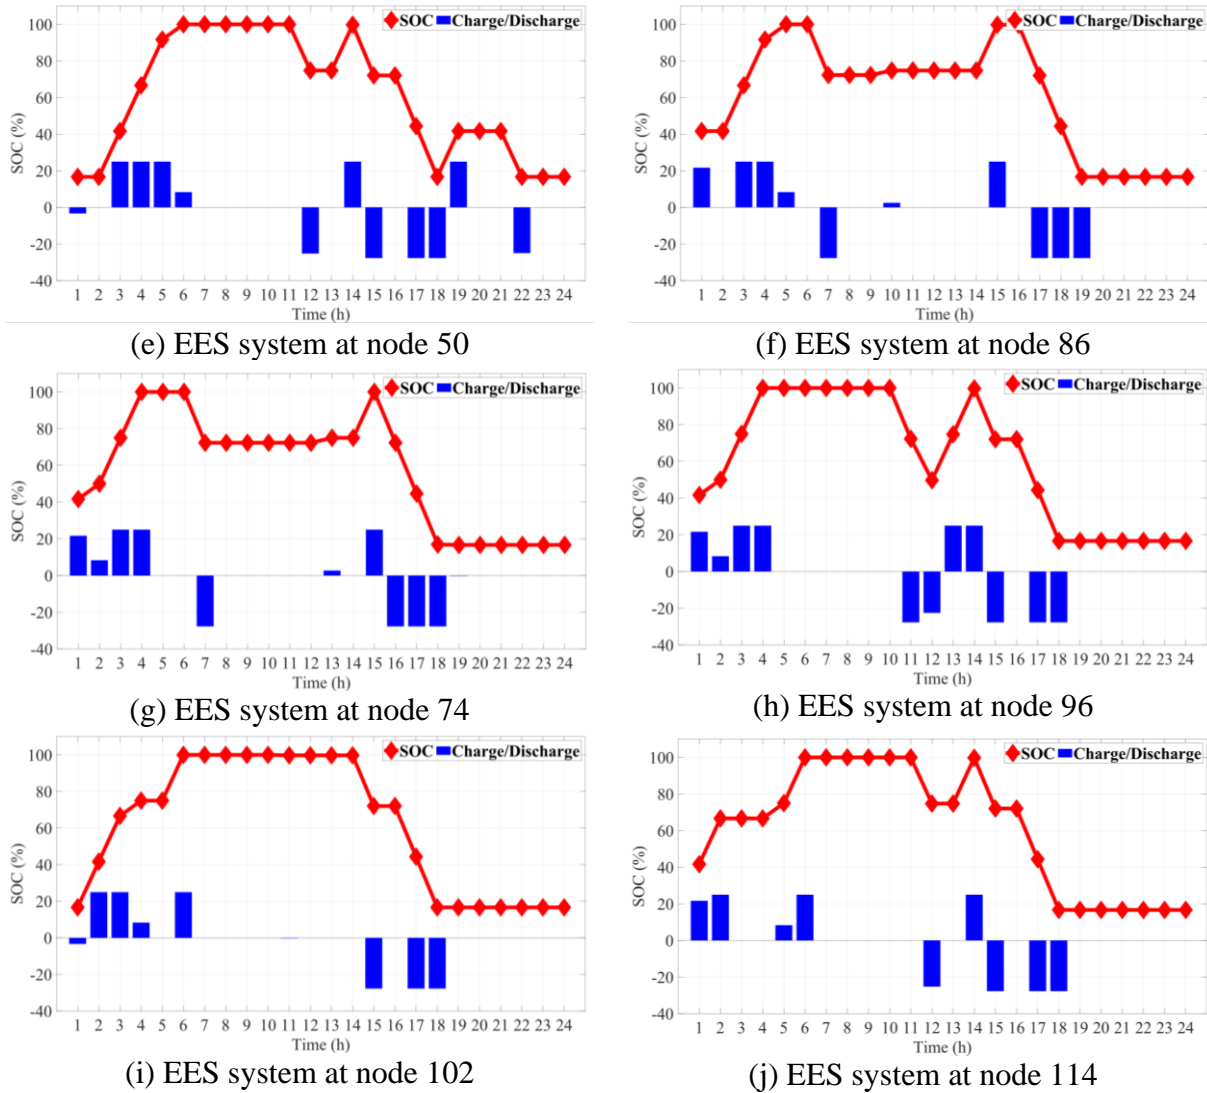 SOC Charge/Discharge
100
80
60
40
20
0
-20
-40
SOC (%)
1 2 3 4 5 6 7 8 9 10 11 12 13 14 15 16 17 18 19 20 21 22 23 24
Time (h)
(e) EES system at node 50
SOC Charge/Discharge
100
80
60
40
20
0
-20
-40
SOC (%)
1 2 3 4 5 6 7 8 9 10 11 12 13 14 15 16 17 18 19 20 21 22 23 24
Time (h)
(f) EES system at node 86
SOC Charge/Discharge
100
80
60
40
20
0
-20
-40
SOC (%)
1 2 3 4 5 6 7 8 9 10 11 12 13 14 15 16 17 18 19 20 21 22 23 24
Time (h)
(g) EES system at node 74
SOC Charge/Discharge
100
80
60
40
20
0
-20
-40
SOC (%)
1 2 3 4 5 6 7 8 9 10 11 12 13 14 15 16 17 18 19 20 21 22 23 24
Time (h)
(h) EES system at node 96
SOC Charge/Discharge
100
80
60
40
20
0
-20
-40
SOC (%)
1 2 3 4 5 6 7 8 9 10 11 12 13 14 15 16 17 18 19 20 21 22 23 24
Time (h)
(i) EES system at node 102
SOC Charge/Discharge
100
80
60
40
20
0
-20
-40
SOC (%)
1 2 3 4 5 6 7 8 9 10 11 12 13 14 15 16 17 18 19 20 21 22 23 24
Time (h)
(j) EES system at node 114